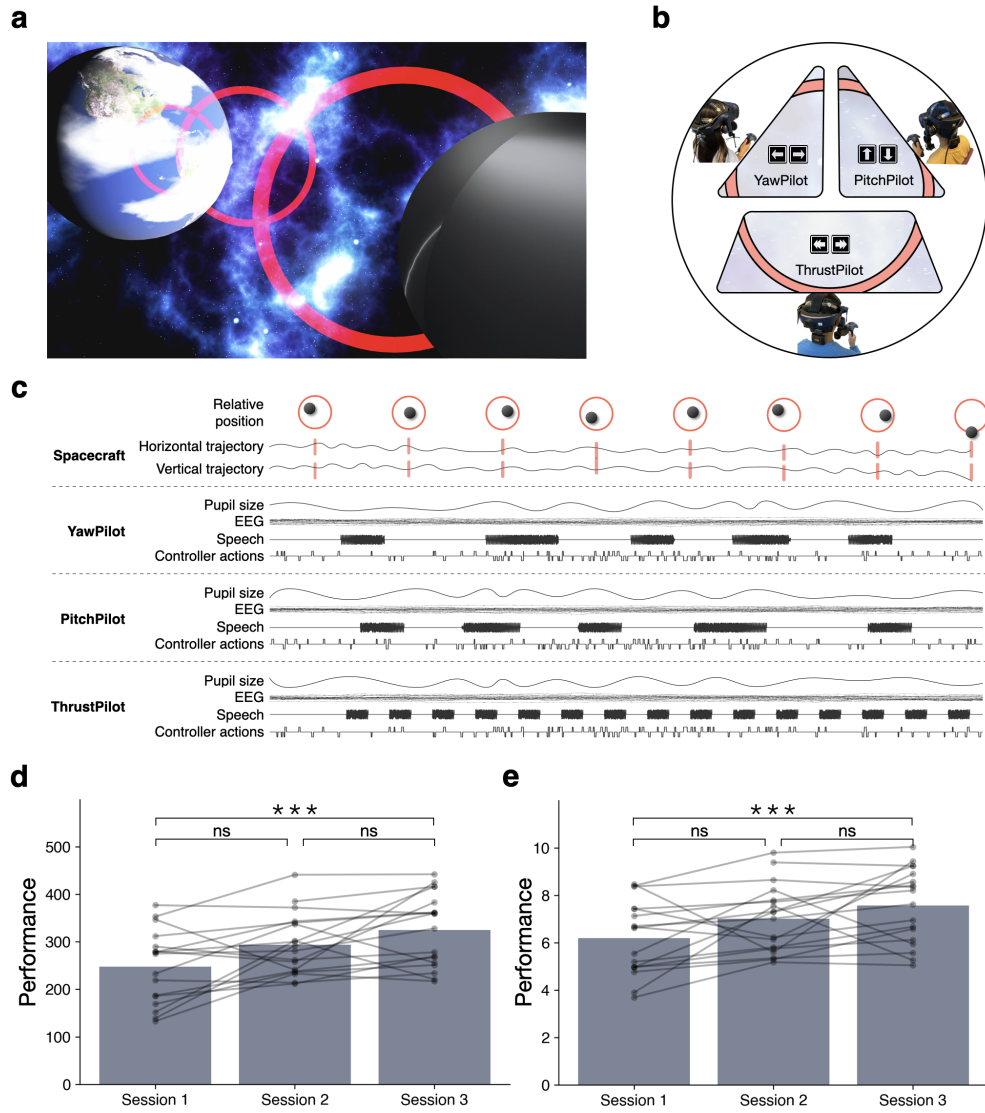 a
b
YawPilot
PitchPilot
ThrustPilot
c
Relative
position
Spacecraft
Horizontal trajectory
Vertical trajectory
YawPilot
Pupil size
EEG
Speech
Controller actions
PitchPilot
Pupil size
EEG
Speech
Controller actions
ThrustPilot
Pupil size
EEG
Speech
Controller actions
d
Performance
500
400
300
200
100
0
***
ns
ns
Session 1
Session 2
Session 3
e
Performance
10
8
6
4
2
0
***
ns
ns
Session 1
Session 2
Session 3